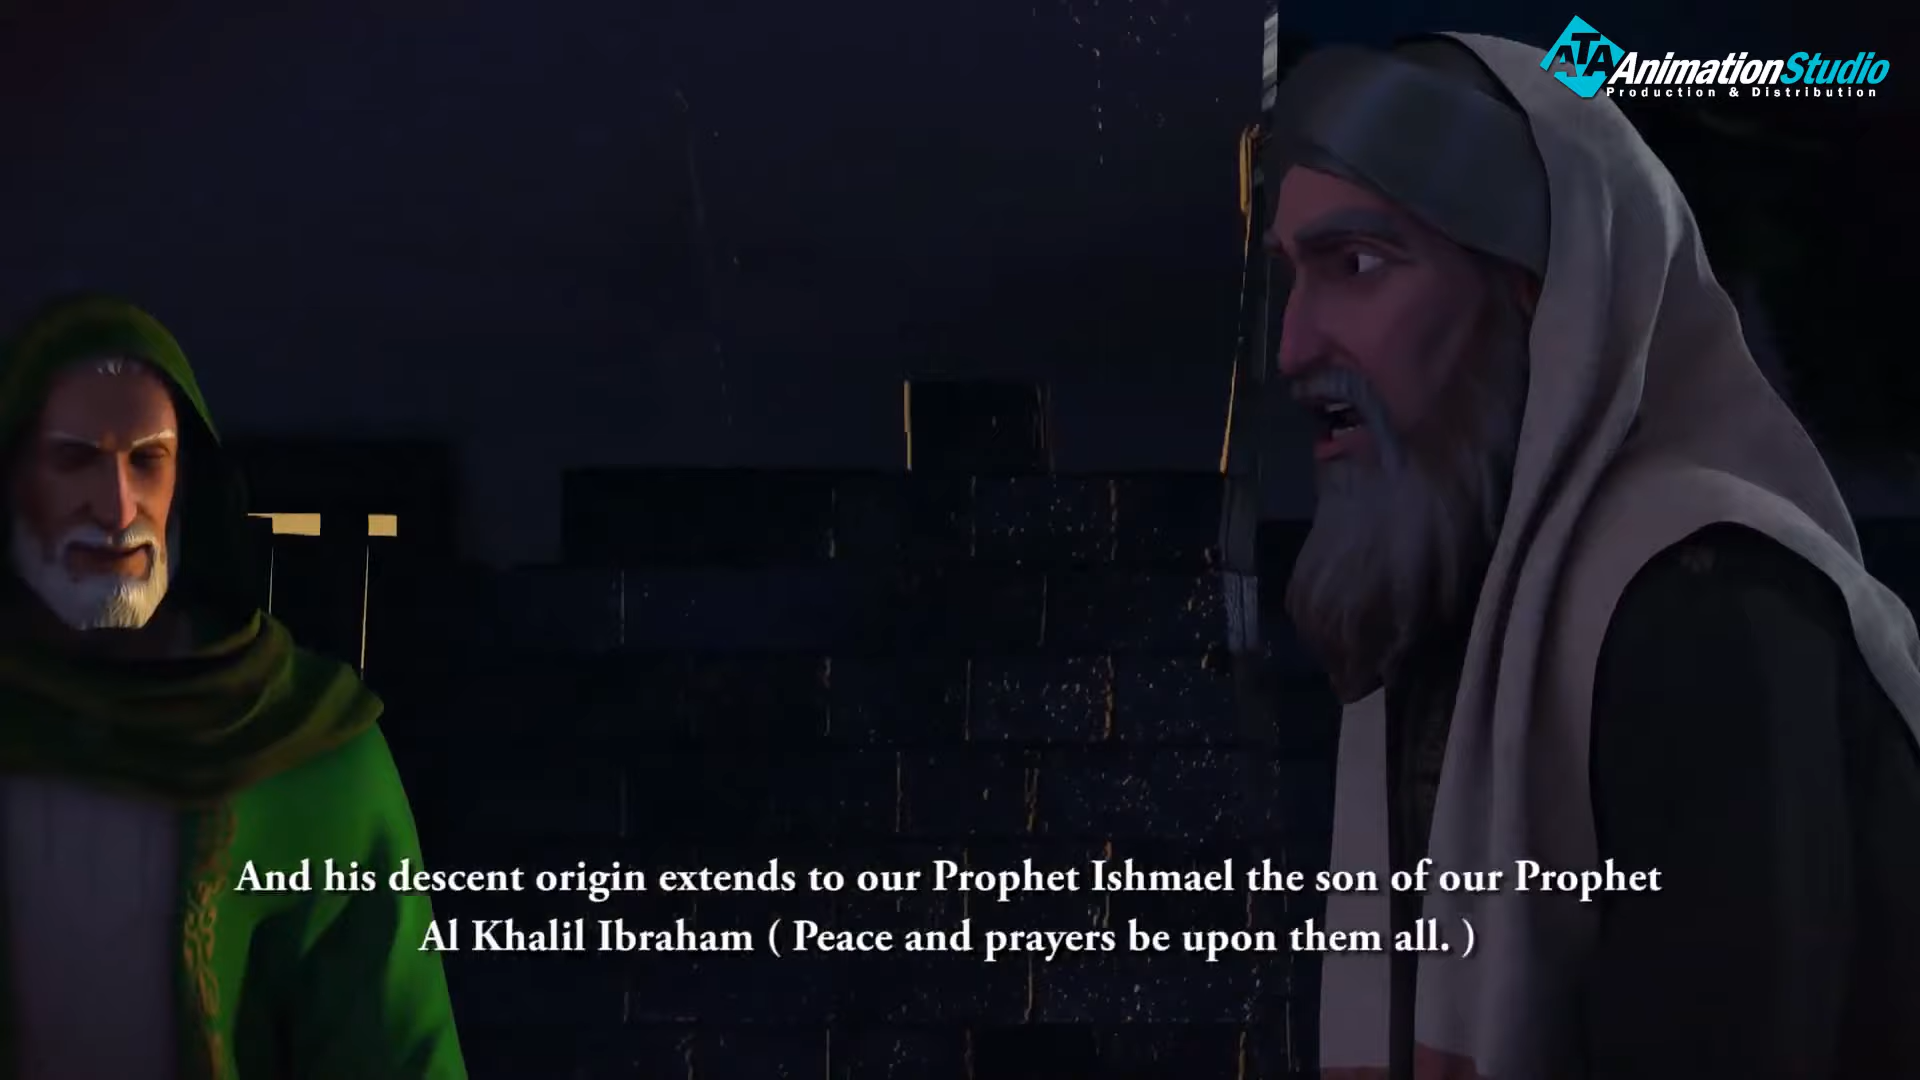 ATA
AnimationStudio
Production & Distribution
And his descent origin extends to our Prophet Ishmael the son of our Prophet
Al Khalil Ibraham ( Peace and prayers be upon them all. )